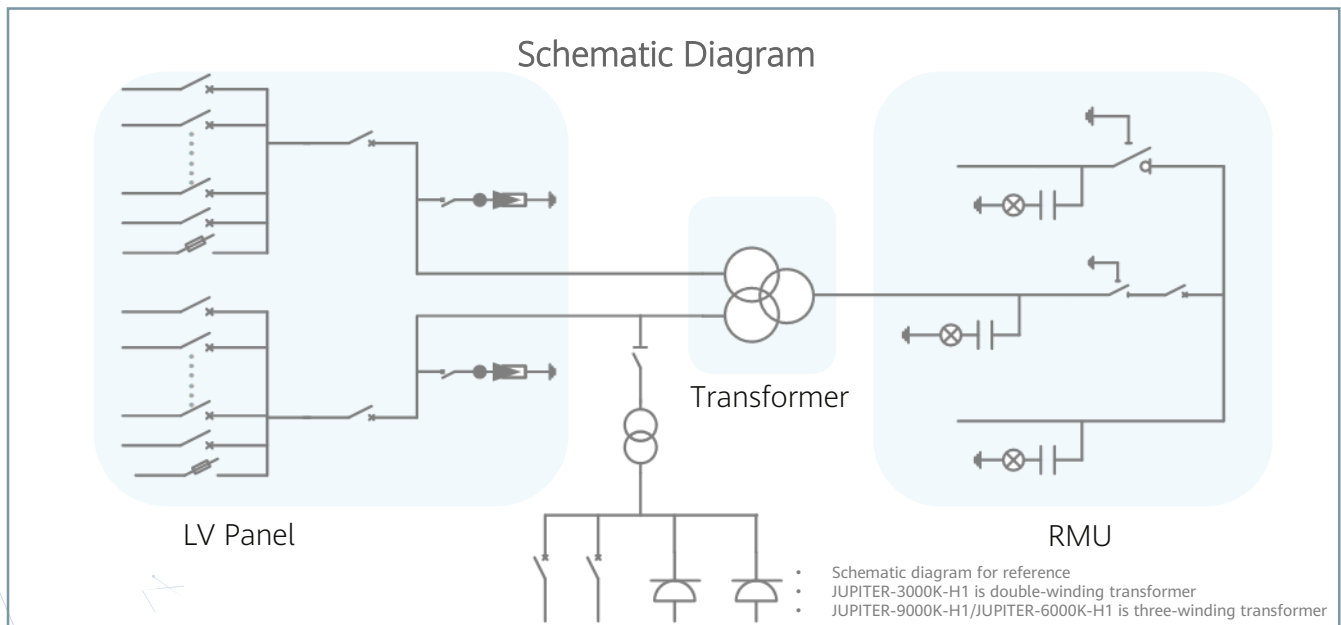 Schematic Diagram
Transformer
LV Panel
RMU
• Schematic diagram for reference
• JUPITER-3000K-H1 is double-winding transformer
• JUPITER-9000K-H1/JUPITER-6000K-H1 is three-winding transformer